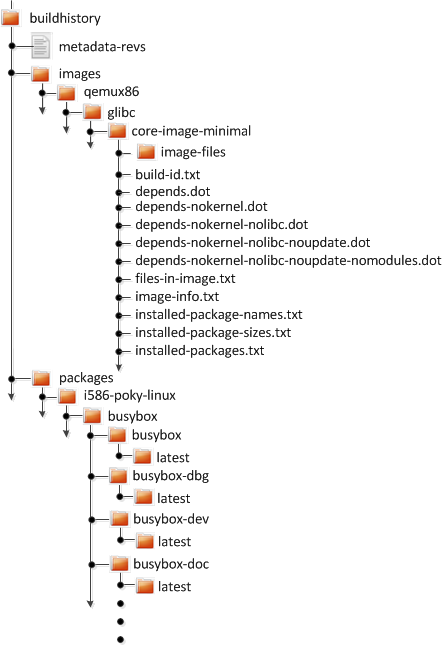 buildhistory
metadata-revs
images
qemux86
glibc
core-image-minimal
image-files
build-id.txt
depends.dot
depends-nokernel.dot
depends-nokernel-nolibc.dot
depends-nokernel-nolibc-noupdate.dot
depends-nokernel-nolibc-noupdate-nomodules.dot
files-in-image.txt
image-info.txt
installed-package-names.txt
installed-package-sizes.txt
installed-packages.txt
packages
i586-poky-linux
busybox
busybox
latest
busybox-dbg
latest
busybox-dev
latest
busybox-doc
latest